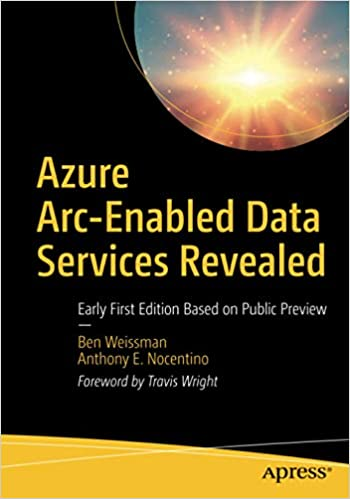 Azure
Arc-Enabled Data
Services Revealed
Early First Edition Based on Public Preview
—
Ben Weissman
Anthony E. Nocentino
Foreword by Travis Wright
Apress®